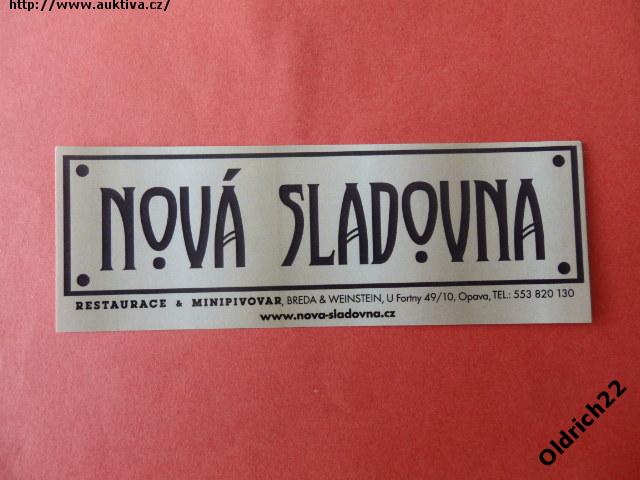 http://www.auktiva.cz/
NOVÁ SLADOVNA
RESTAURACE & MINIPIVOVAR, BREDA & WEINSTEIN, U Fortny 49/10, Opava, TEL.: 553 820 130
www.nova-sladovna.cz
Oldrich22